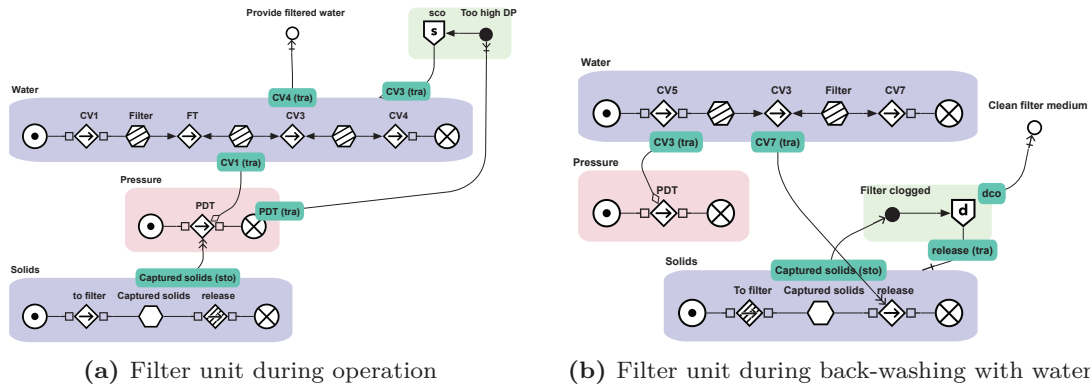 Provide filtered water
sco
Too high DP
s
CV4 (tra)
CV3 (tra)
Water
CV1
Filter
FT
CV3
CV4
CV1 (tra)
Pressure
PDT
PDT (tra)
Captured solids (sto)
Solids
to filter
Captured solids
release
(a) Filter unit during operation
Water
CV5
CV3
Filter
CV7
Clean filter medium
CV3 (tra)
CV7 (tra)
Pressure
PDT
Filter clogged
dco
d
release (tra)
Captured solids (sto)
Solids
To filter
Captured solids
release
(b) Filter unit during back-washing with water